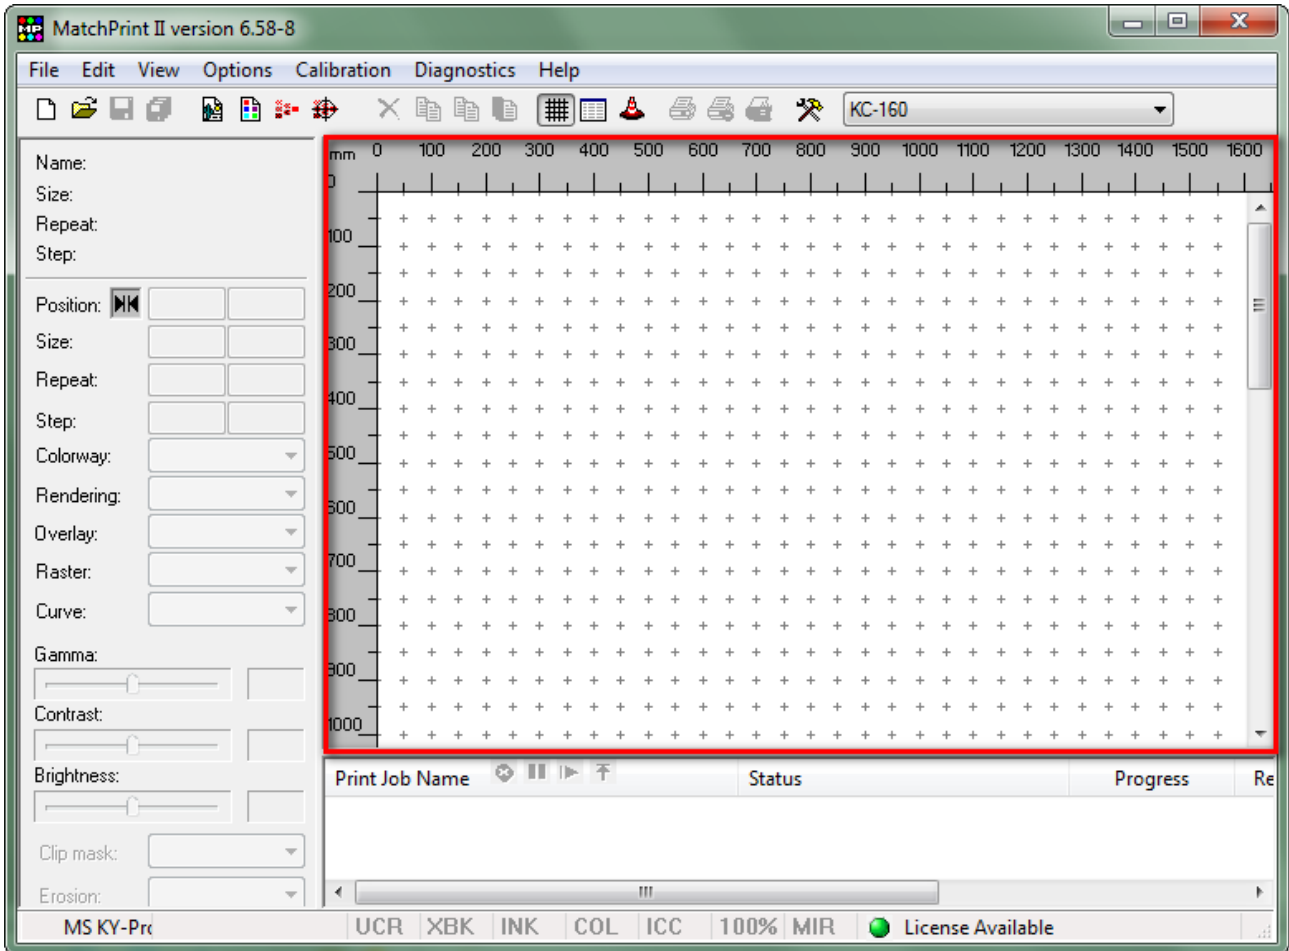 MP MatchPrint II version 6.58-8
File Edit View Options Calibration Diagnostics Help
KC-160
Name:
Size:
Repeat:
Step:
Position:
Size:
Repeat:
Step:
Colorway:
Rendering:
Overlay:
Raster:
Curve:
Gamma:
Contrast:
Brightness:
Clip mask:
Erosion:
mm 0 100 200 300 400 500 600 700 800 900 1000 1100 1200 1300 1400 1500 1600
0
100
200
300
400
500
600
700
800
900
1000
Print Job Name Status Progress Re
MS KY-Pro UCR XBK INK COL ICC 100% MIR License Available